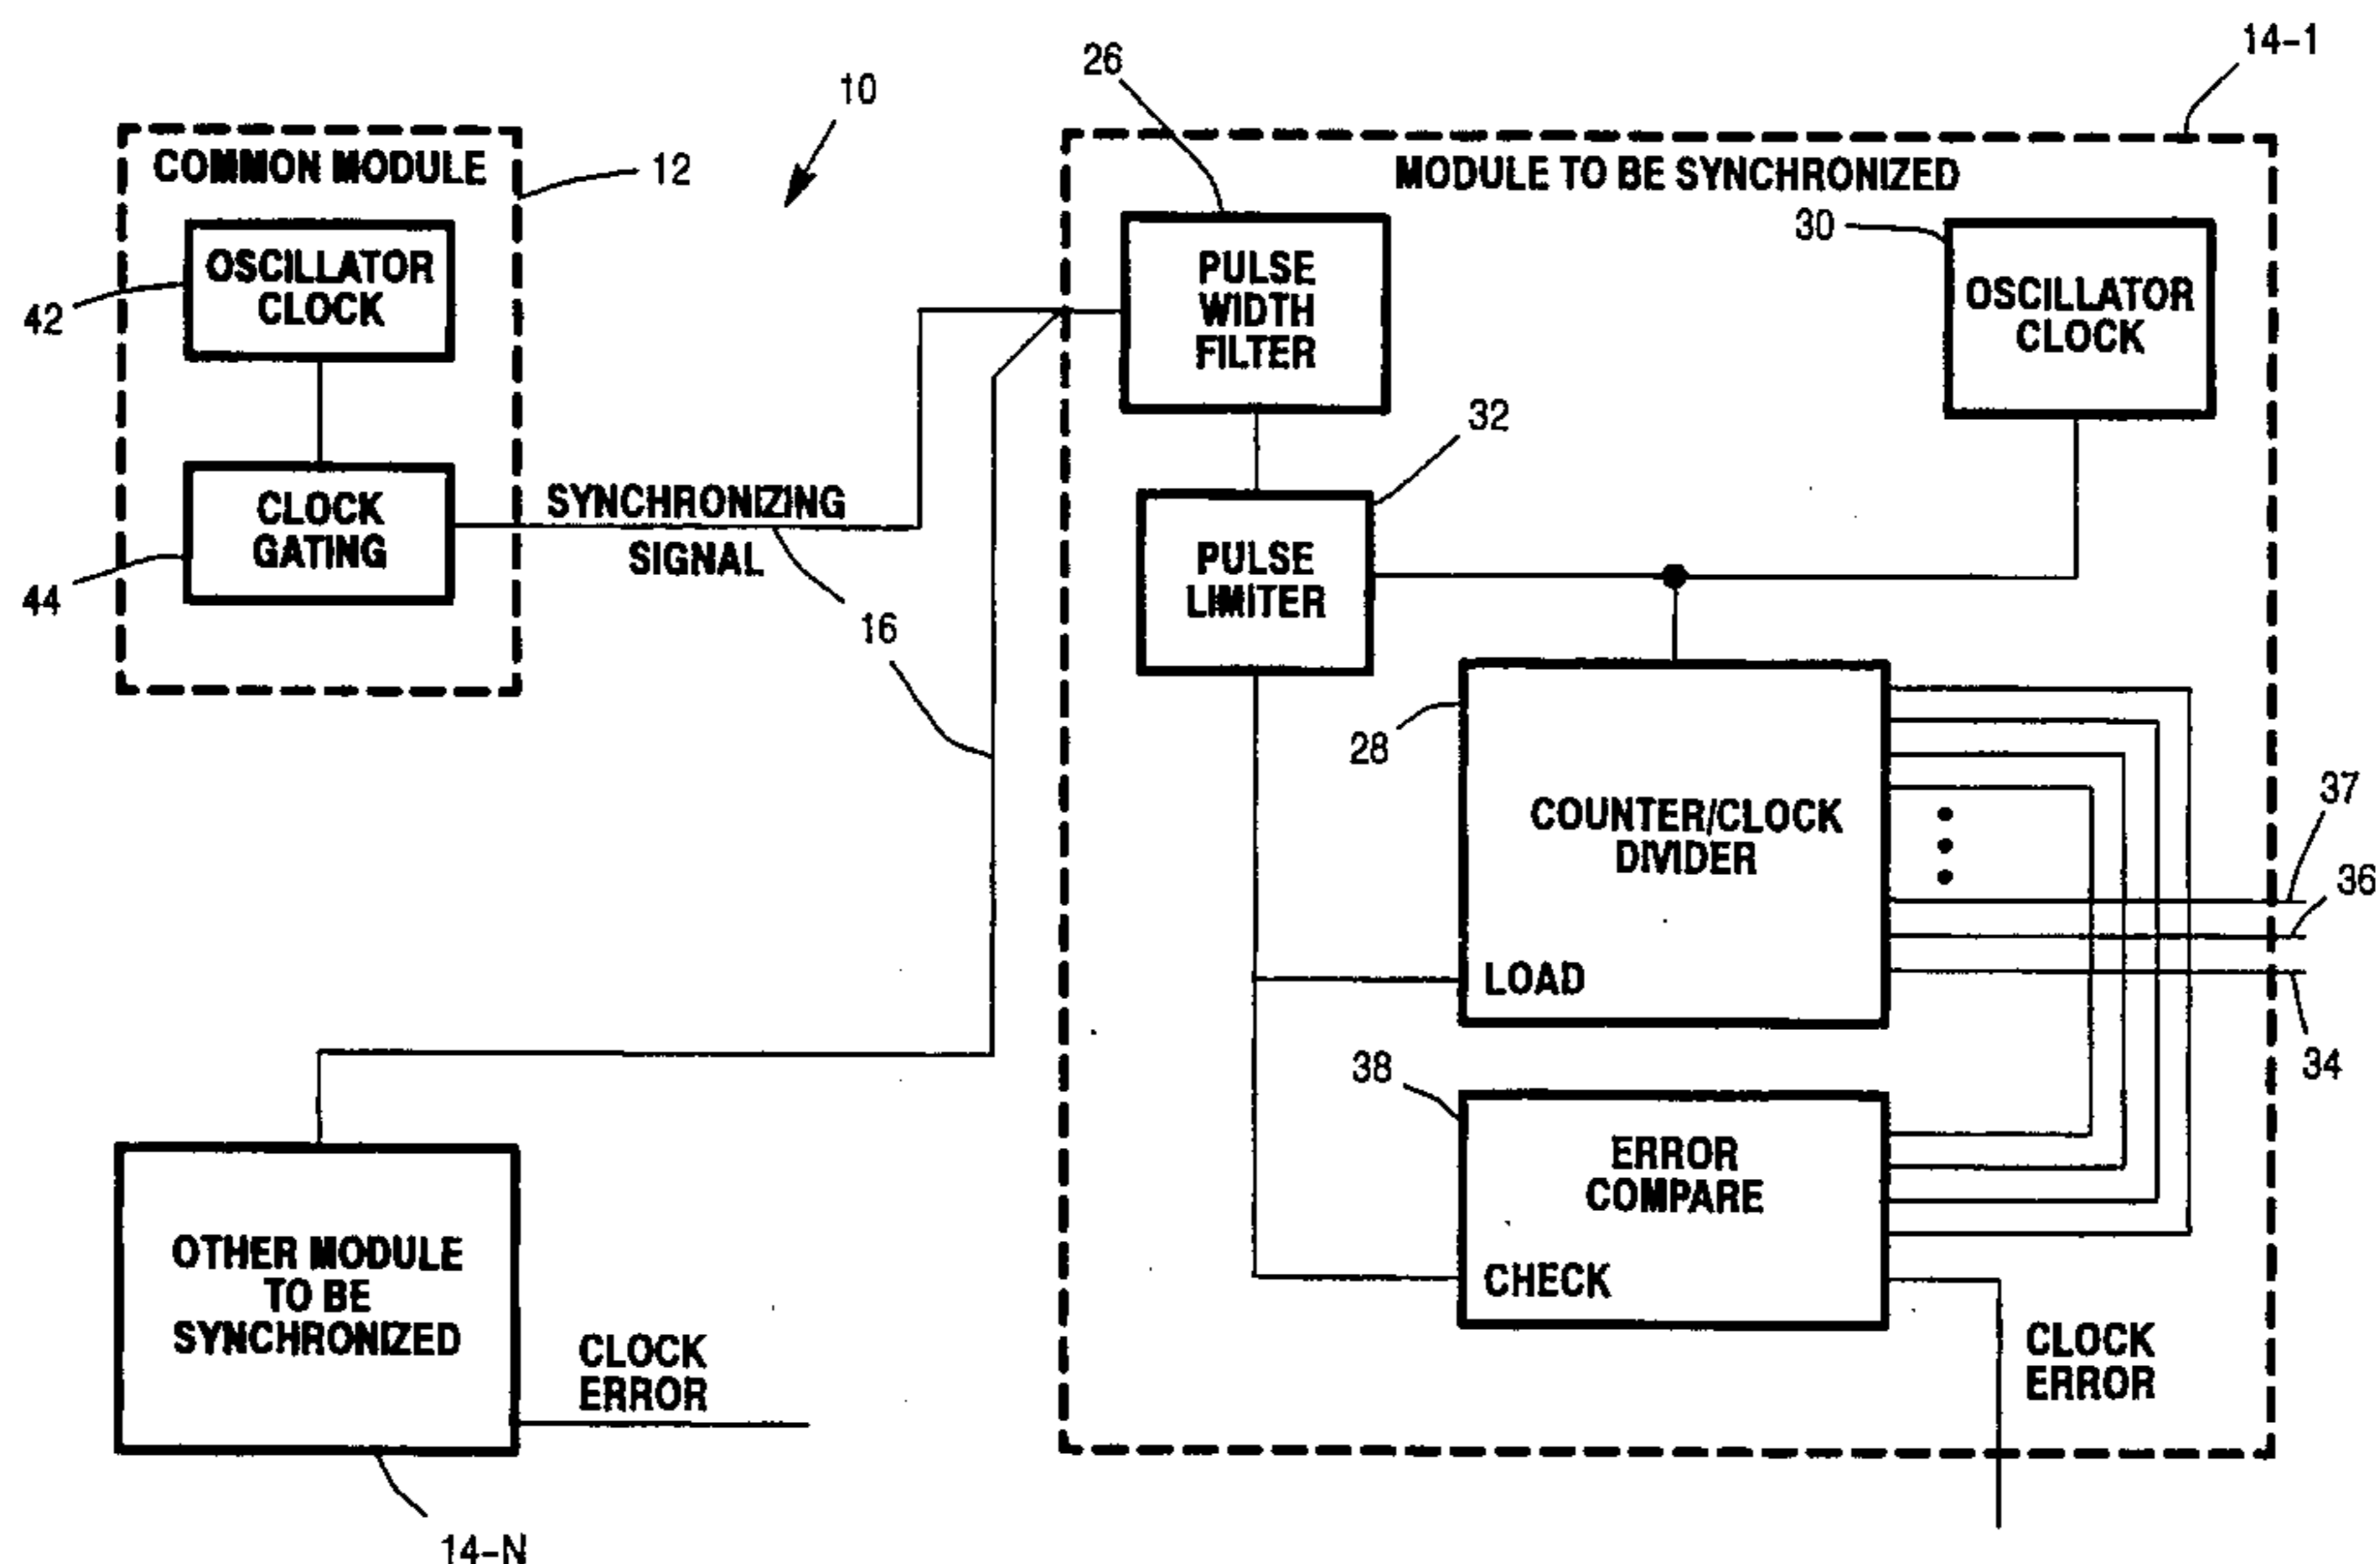 10
26
14-1
COMMON MODULE
12
MODULE TO BE SYNCHRONIZED
OSCILLATOR
CLOCK
42
PULSE
WIDTH
FILTER
30
OSCILLATOR
CLOCK
32
CLOCK
GATING
44
SYNCHRONIZING
SIGNAL
16
PULSE
LIMITER
28
COUNTER/CLOCK
DIVIDER
LOAD
37
36
34
38
ERROR
COMPARE
CHECK
CLOCK
ERROR
OTHER MODULE
TO BE
SYNCHRONIZED
CLOCK
ERROR
14-N